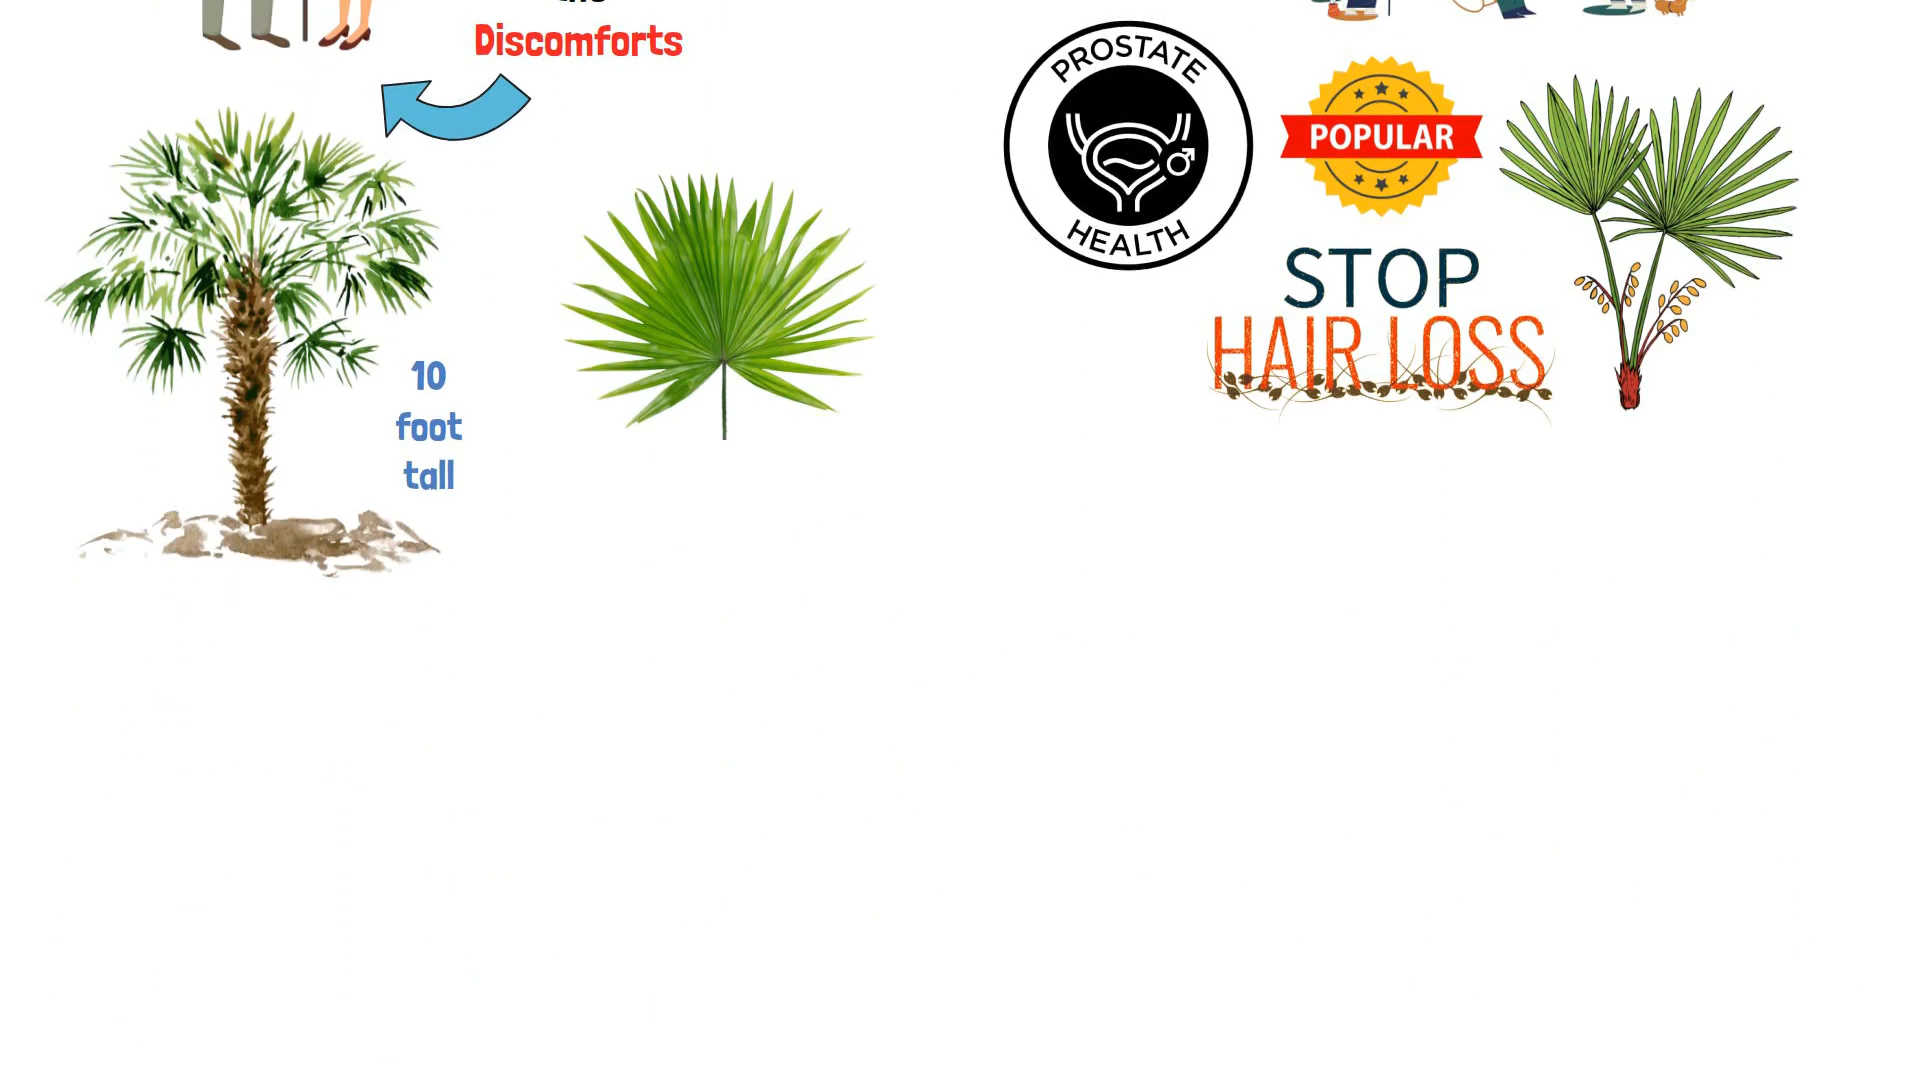 Discomforts
10
foot
tall
PROSTATE
HEALTH
POPULAR
STOP
HAIR LOSS